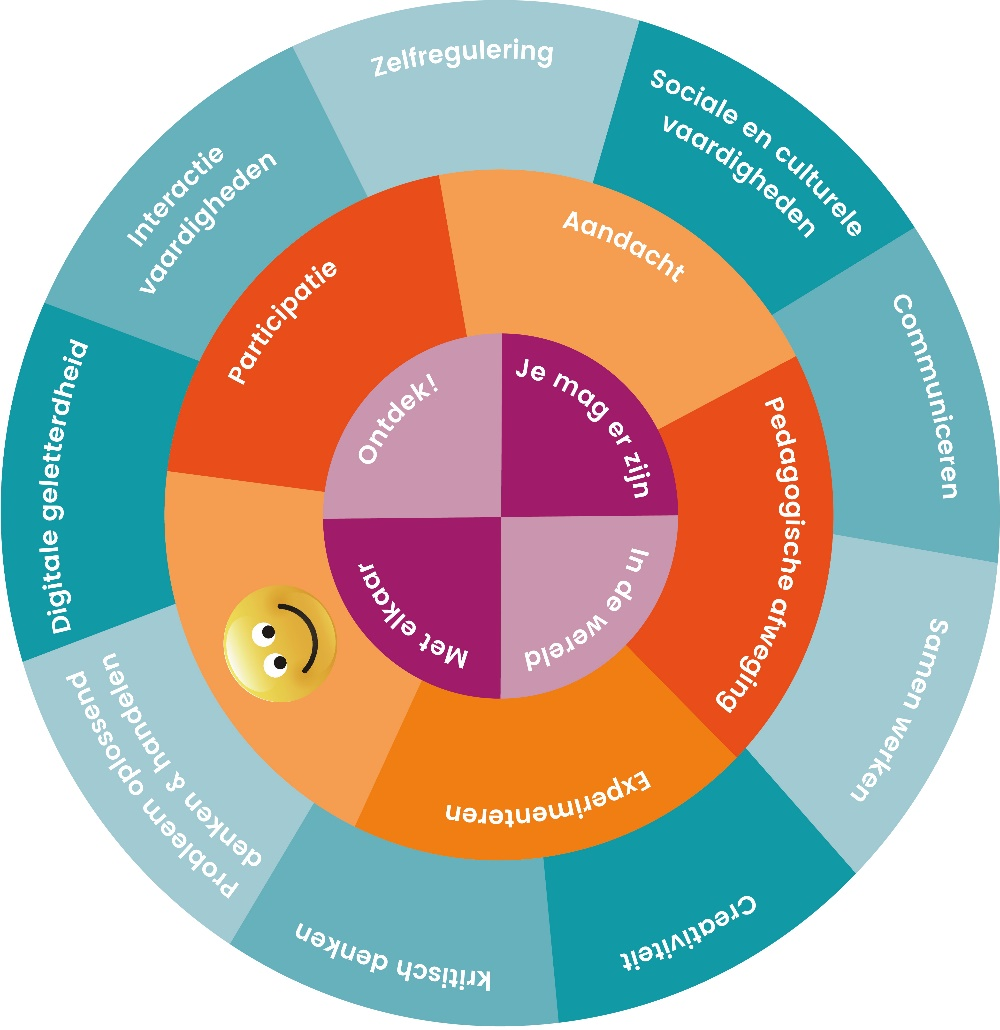 Zelfregulering
Sociale en culturele
vaardigheden
Communiceren
Samen werken
Creativiteit
kritisch denken
Probleem oplossend
denken & handelen
Digitale geletterdheid
Interactie
vaardigheden
Aandacht
Pedagogische afweging
Experimenteren
Participatie
Je mag er zijn
In de wereld
Met elkaar
Ontdek!